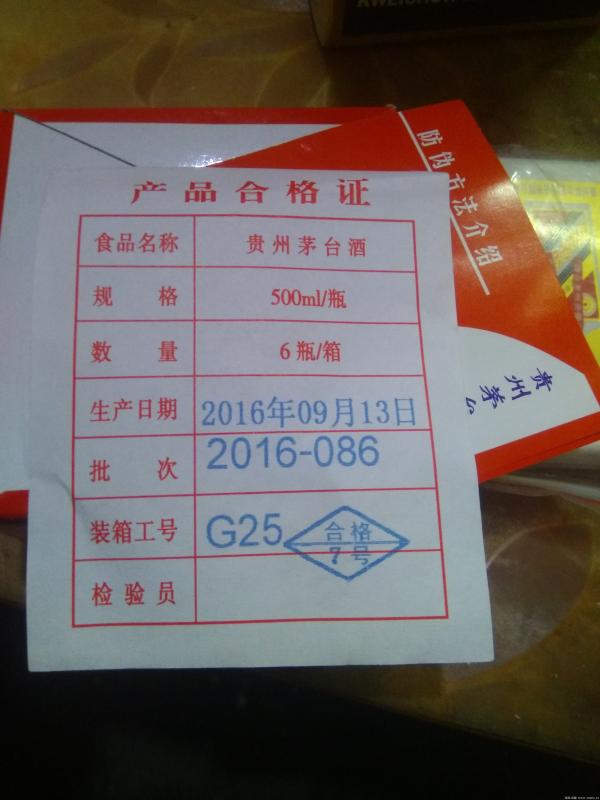 KWEICHOW
防伪方法介绍
贵州茅台
产品合格证
食品名称 贵州茅台酒
规格 500ml/瓶
数量 6瓶/箱
生产日期 2016年09月13日
批次 2016-086
装箱工号 G25
合格
7号
检验员